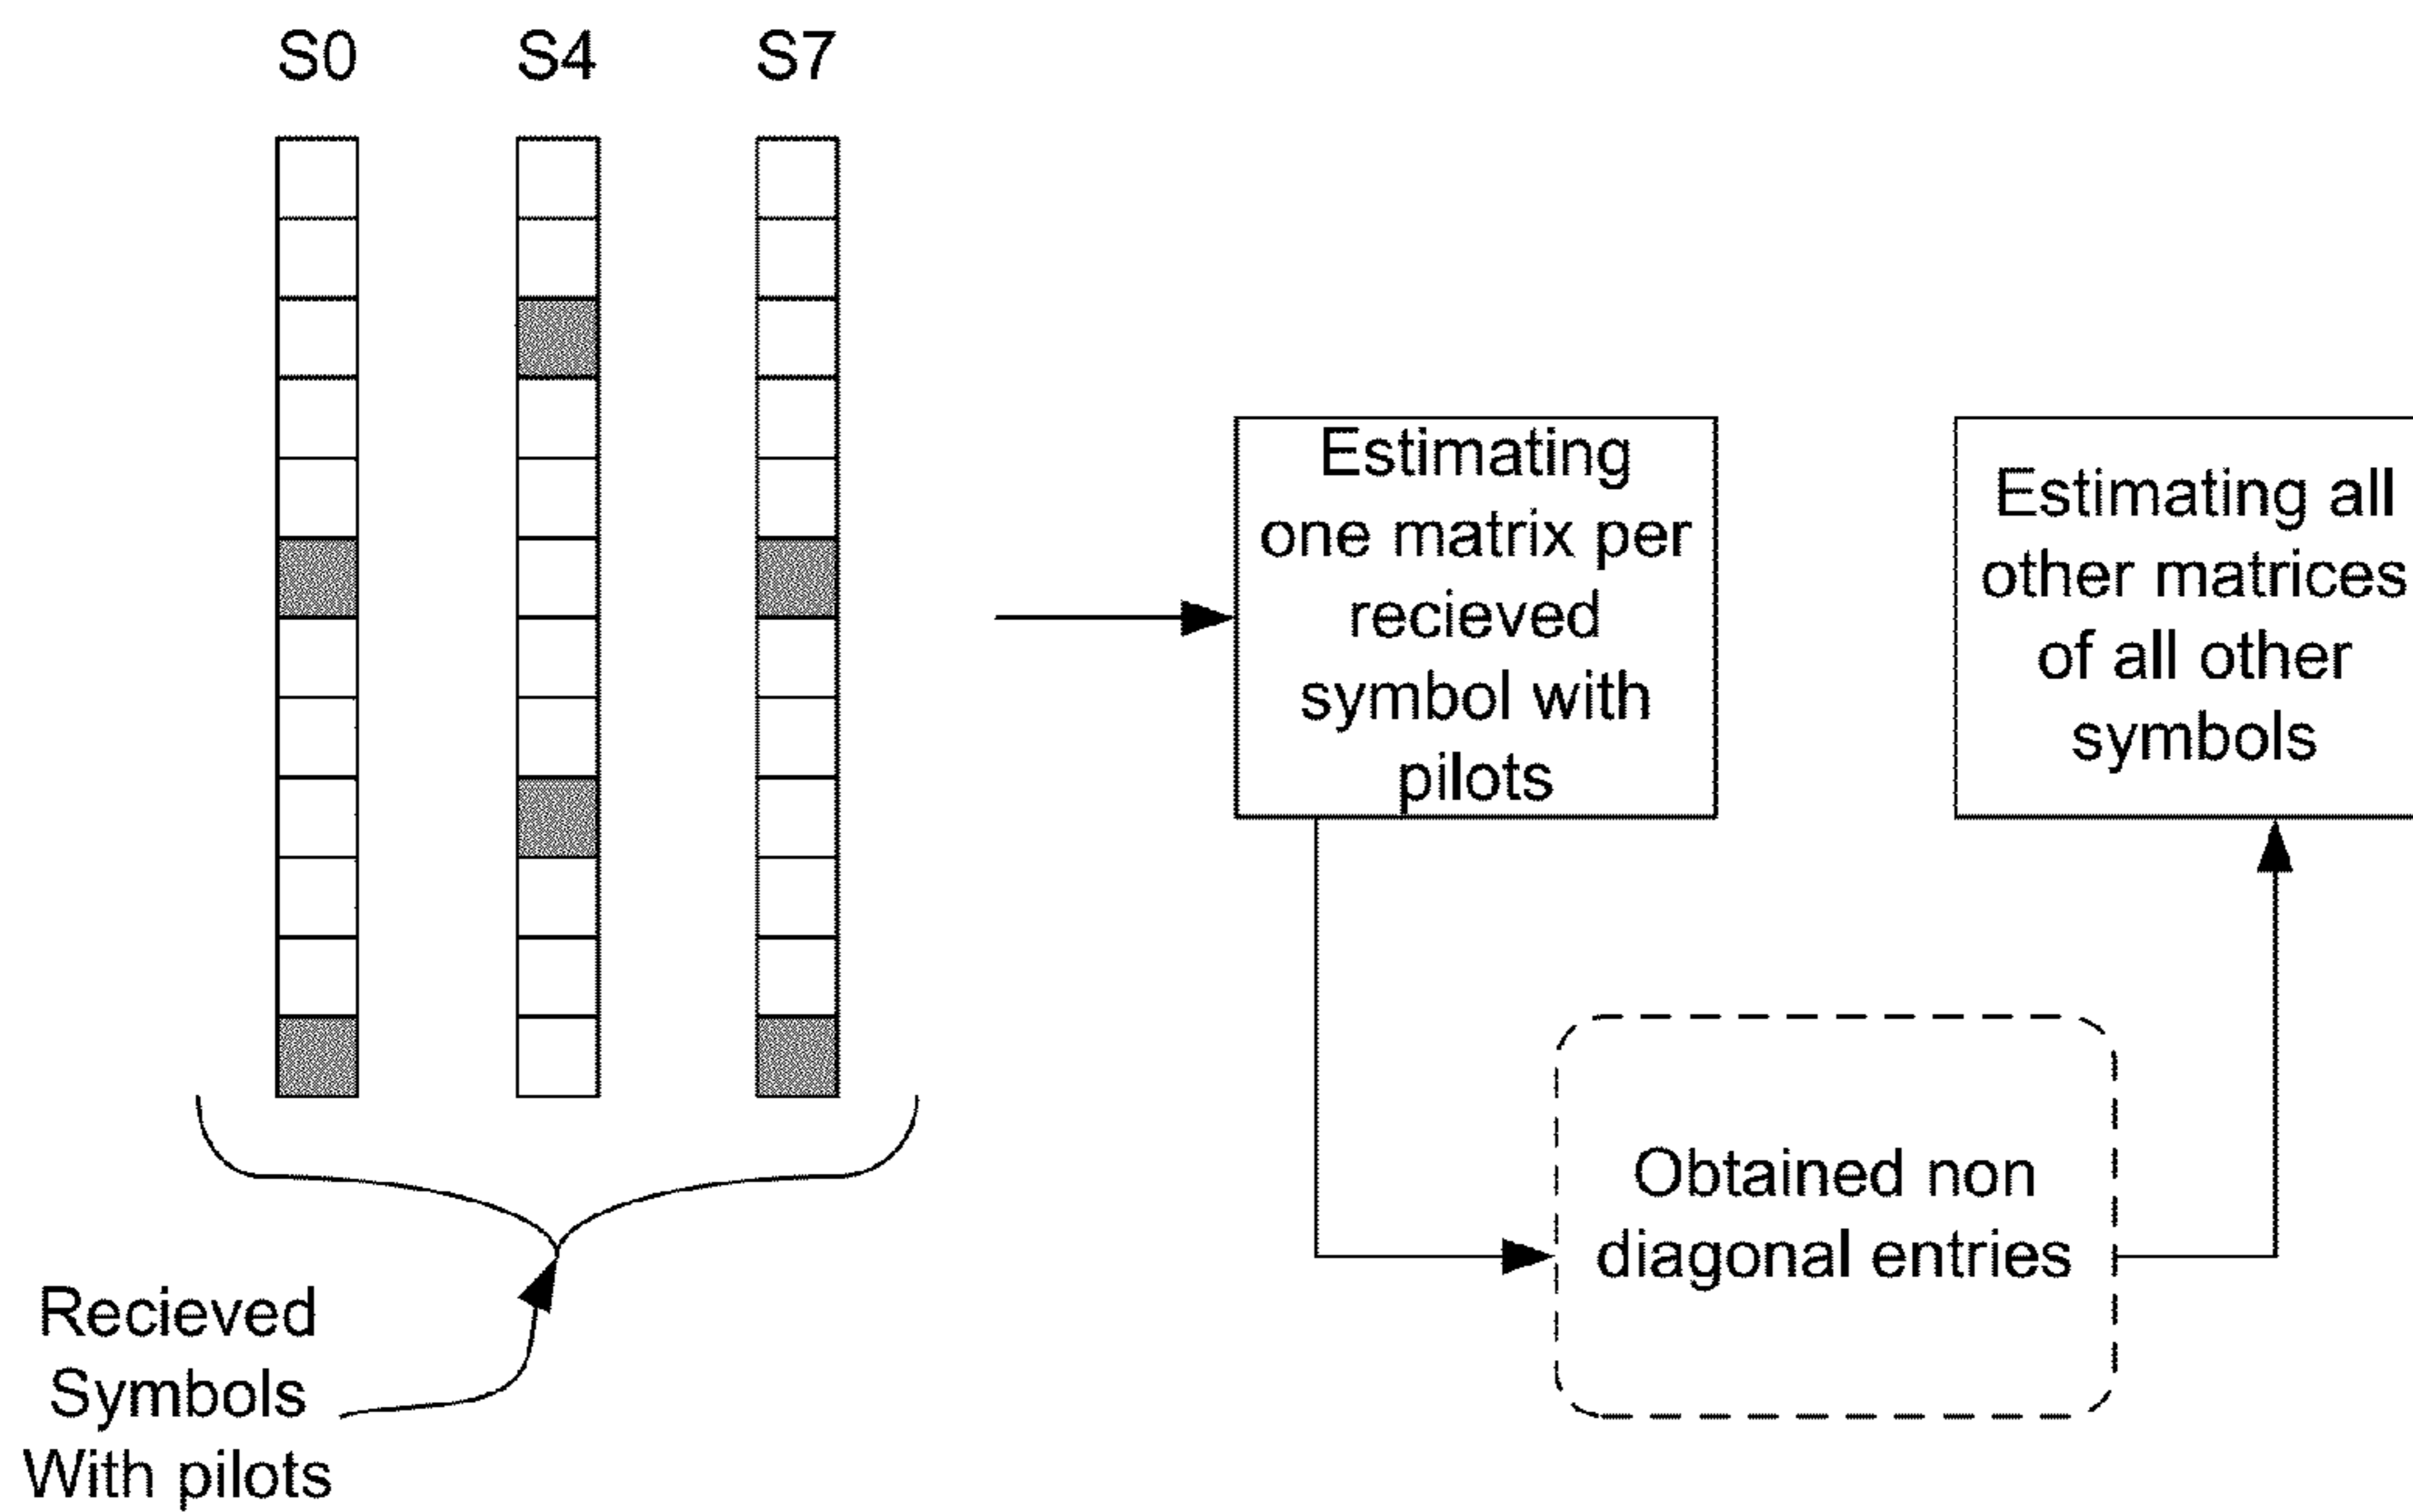 S0 S4 S7
Estimating
one matrix per
recieved
symbol with
pilots
Estimating all
other matrices
of all other
symbols
Obtained non
diagonal entries
Recieved
Symbols
With pilots